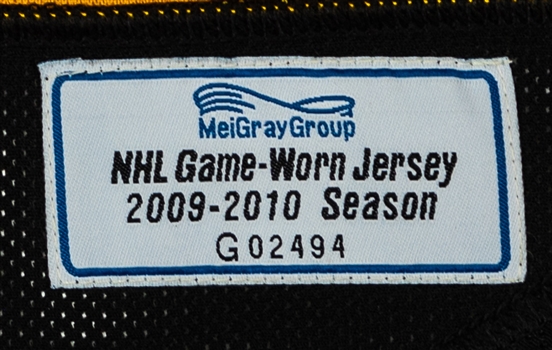 MeiGrayGroup
NHL Game-Worn Jersey
2009-2010 Season
G02494